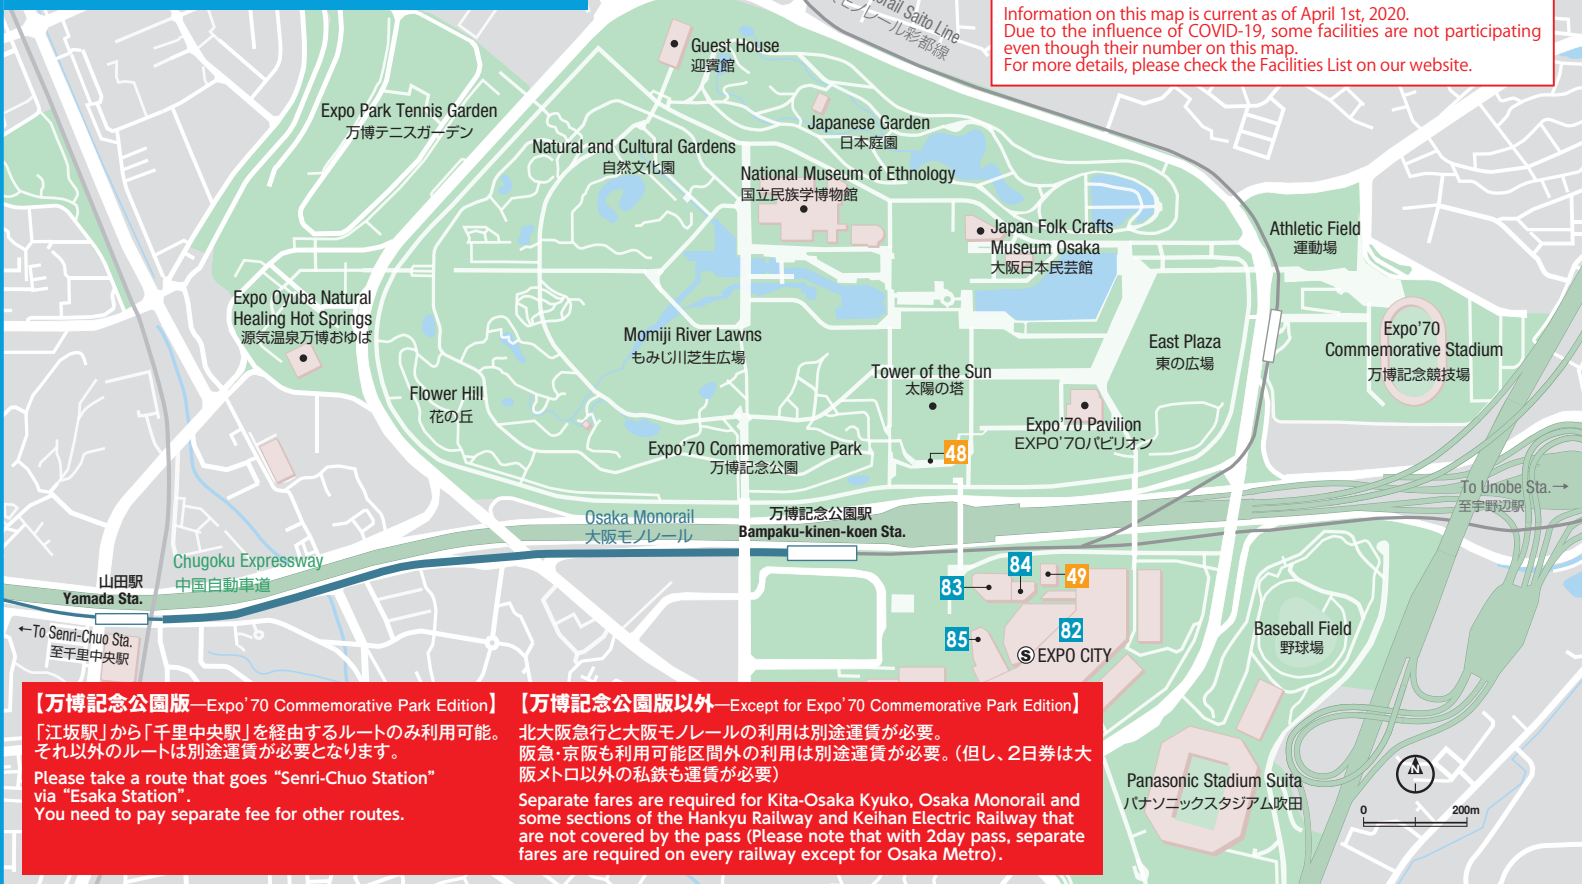 orail Saito Line
モノレール彩都線
Information on this map is current as of April 1st, 2020.
Due to the influence of COVID-19, some facilities are not participating
even though their number on this map.
For more details, please check the Facilities List on our website.
Guest House
迎賓館
Expo Park Tennis Garden
万博テニスガーデン
Japanese Garden
日本庭園
Natural and Cultural Gardens
自然文化園
National Museum of Ethnology
国立民族学博物館
Japan Folk Crafts
Museum Osaka
大阪日本民芸館
Athletic Field
運動場
Expo Oyuba Natural
Healing Hot Springs
源気温泉万博おゆば
Momiji River Lawns
もみじ川芝生広場
East Plaza
東の広場
Expo'70
Commemorative Stadium
万博記念競技場
Tower of the Sun
太陽の塔
Flower Hill
花の丘
Expo'70 Pavilion
EXPO'70パビリオン
Expo'70 Commemorative Park
万博記念公園
48
To Unobe Sta.→
至宇野辺駅
Osaka Monorail
大阪モノレール
万博記念公園駅
Bampaku-kinen-koen Sta.
Chugoku Expressway
中国自動車道
山田駅
Yamada Sta.
←To Senri-Chuo Sta.
至千里中央駅
84
49
83
82
85
Ⓢ EXPO CITY
Baseball Field
野球場
【万博記念公園版—Expo'70 Commemorative Park Edition】
「江坂駅」から「千里中央駅」を経由するルートのみ利用可能。
それ以外のルートは別途運賃が必要となります。
Please take a route that goes “Senri-Chuo Station”
via “Esaka Station”.
You need to pay separate fee for other routes.
【万博記念公園版以外—Except for Expo'70 Commemorative Park Edition】
北大阪急行と大阪モノレールの利用は別途運賃が必要。
阪急・京阪も利用可能区間外の利用は別途運賃が必要。(但し、2日券は大
阪メトロ以外の私鉄も運賃が必要)
Separate fares are required for Kita-Osaka Kyuko, Osaka Monorail and
some sections of the Hankyu Railway and Keihan Electric Railway that
are not covered by the pass (Please note that with 2day pass, separate
fares are required on every railway except for Osaka Metro).
Panasonic Stadium Suita
パナソニックスタジアム吹田
0 200m